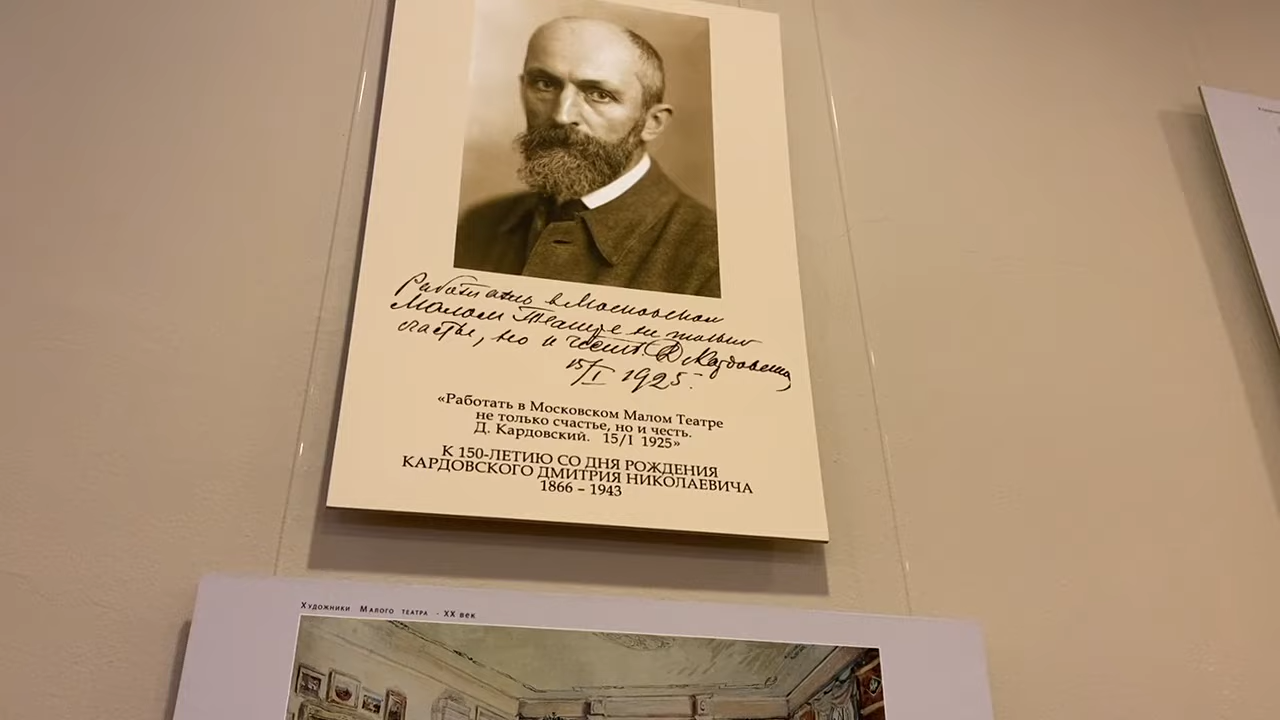 Работать в Московском
Малом Театре не только
счастье, но и честь. Д. Кардовский
15/I 1925.
«Работать в Московском Малом Театре
не только счастье, но и честь.
Д. Кардовский. 15/I 1925»
К 150-ЛЕТИЮ СО ДНЯ РОЖДЕНИЯ
КАРДОВСКОГО ДМИТРИЯ НИКОЛАЕВИЧА
1866 – 1943
Художники Малого театра - XX век